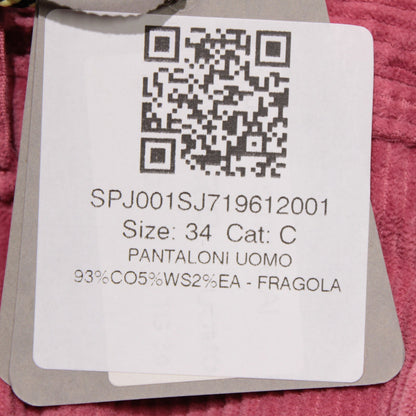 SPJ001SJ719612001
Size: 34 Cat: C
PANTALONI UOMO
93%CO5%WS2%EA - FRAGOLA